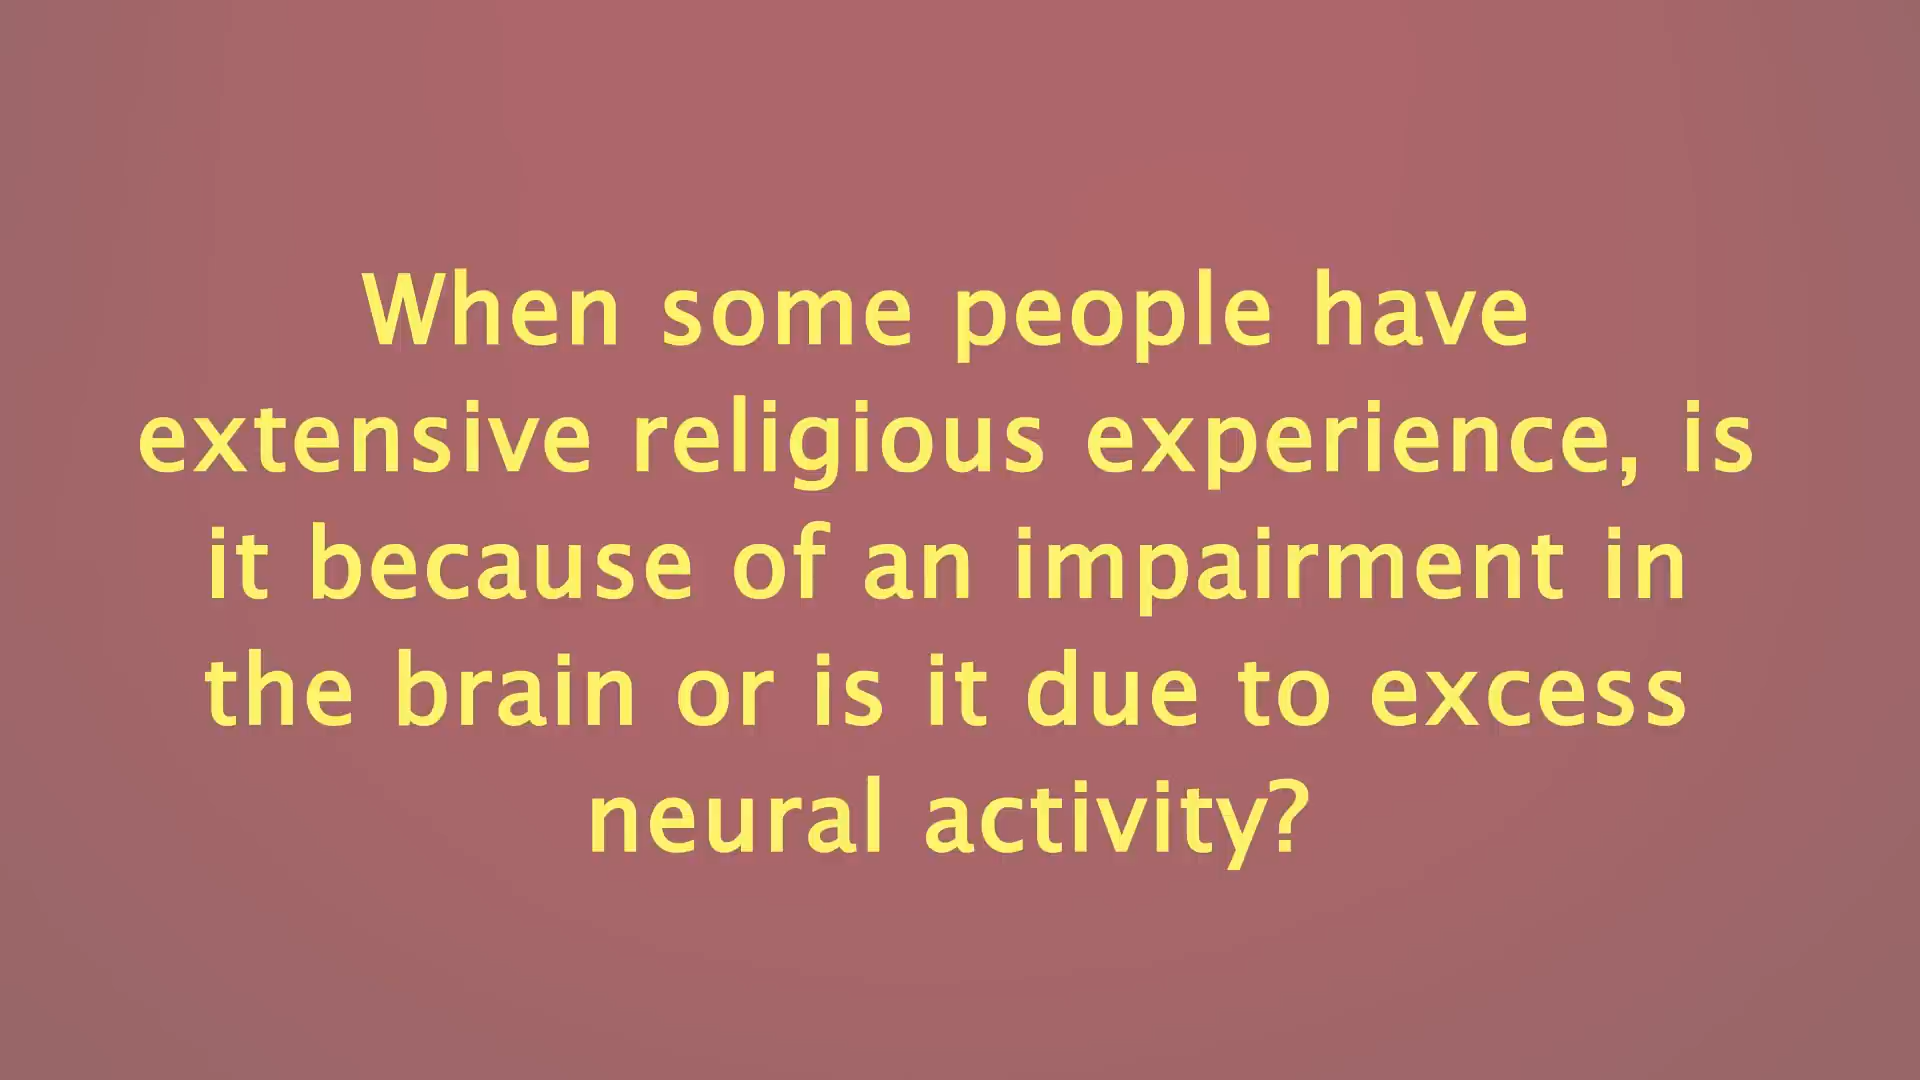 When some people have
extensive religious experience, is
it because of an impairment in
the brain or is it due to excess
neural activity?